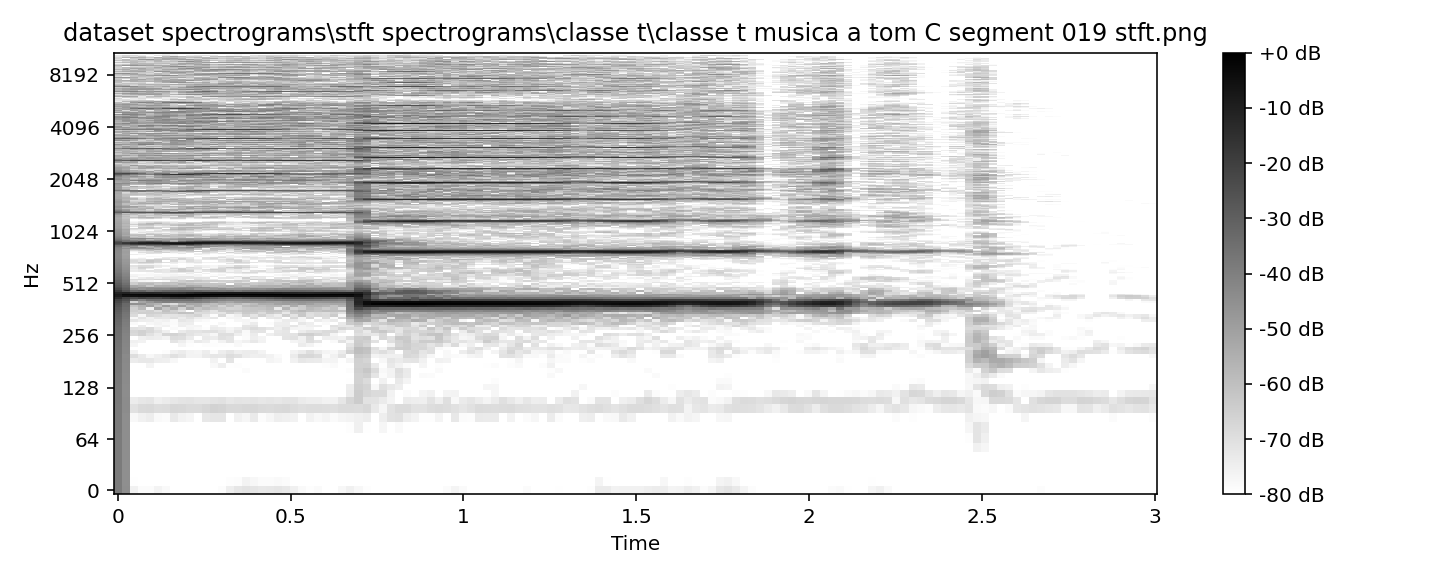 dataset spectrograms\stft spectrograms\classe t\classe t musica a tom C segment 019 stft.png
Hz
8192
4096
2048
1024
512
256
128
64
0
0
0.5
1
1.5
2
2.5
3
Time
+0 dB
-10 dB
-20 dB
-30 dB
-40 dB
-50 dB
-60 dB
-70 dB
-80 dB